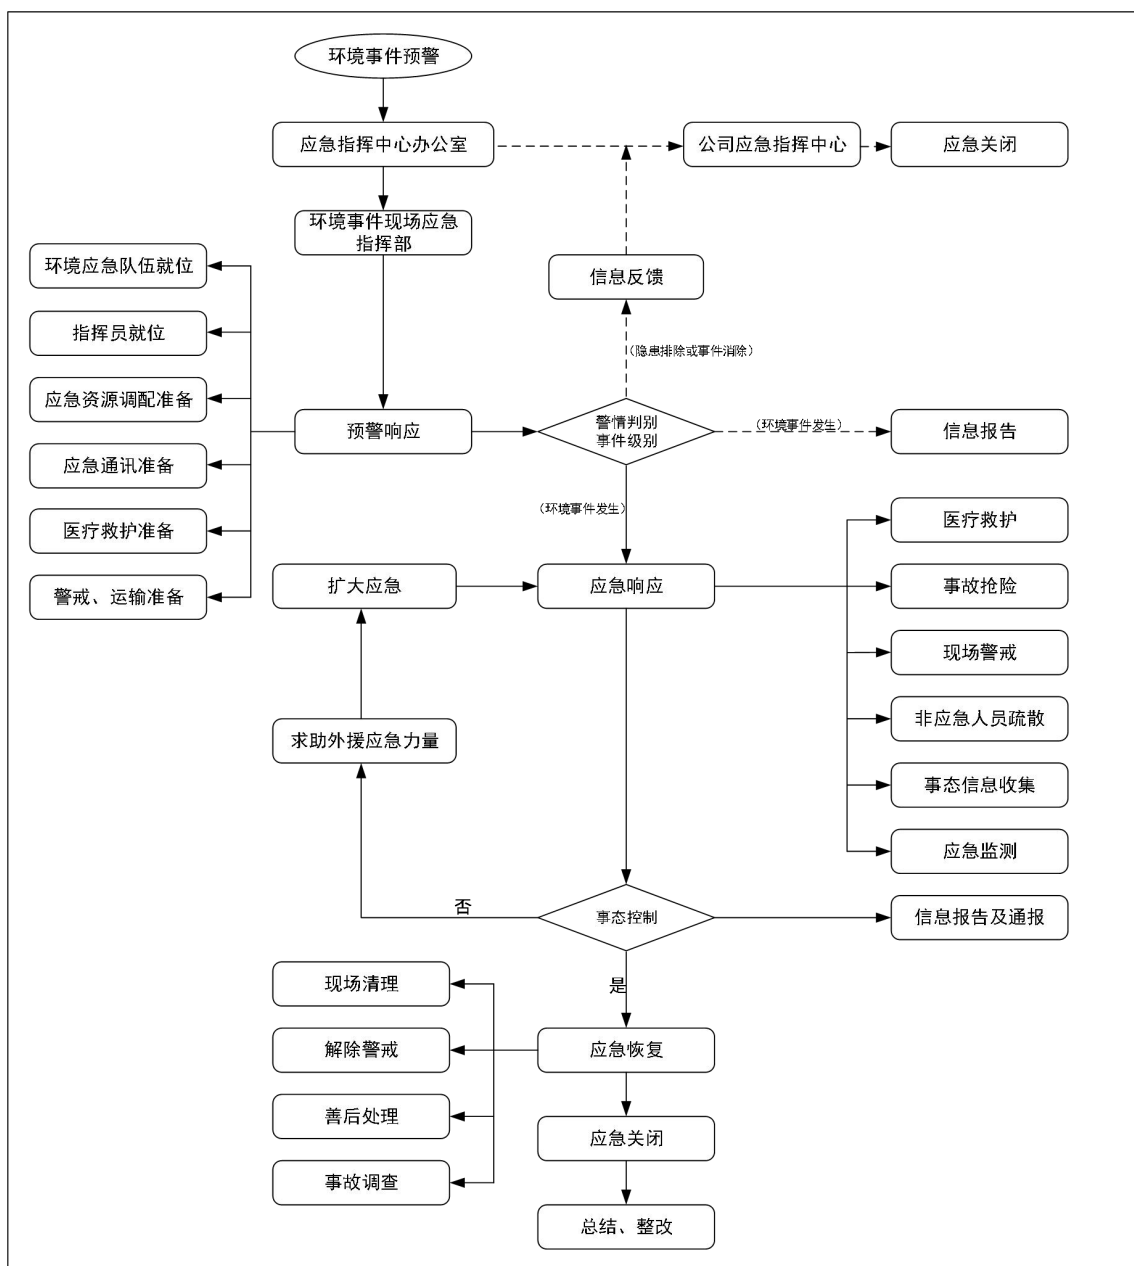 环境事件预警
应急指挥中心办公室
公司应急指挥中心
应急关闭
环境事件现场应急
指挥部
环境应急队伍就位
信息反馈
指挥员就位
（隐患排除或事件消除）
应急资源调配准备
预警响应
警情判别
事件级别
（环境事件发生）
信息报告
应急通讯准备
（环境事件发生）
医疗救护准备
医疗救护
警戒、运输准备
扩大应急
应急响应
事故抢险
现场警戒
非应急人员疏散
求助外援应急力量
事态信息收集
应急监测
否
事态控制
信息报告及通报
现场清理
是
解除警戒
应急恢复
善后处理
应急关闭
事故调查
总结、整改